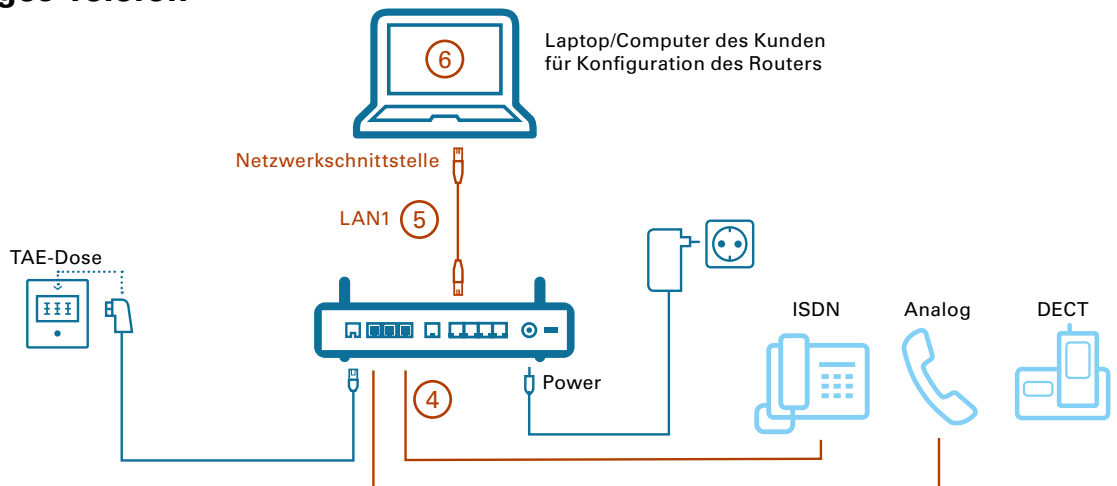 Laptop/Computer des Kunden
für Konfiguration des Routers
6
Netzwerkschnittstelle
LAN1
5
TAE-Dose
ISDN
Analog
DECT
Power
4